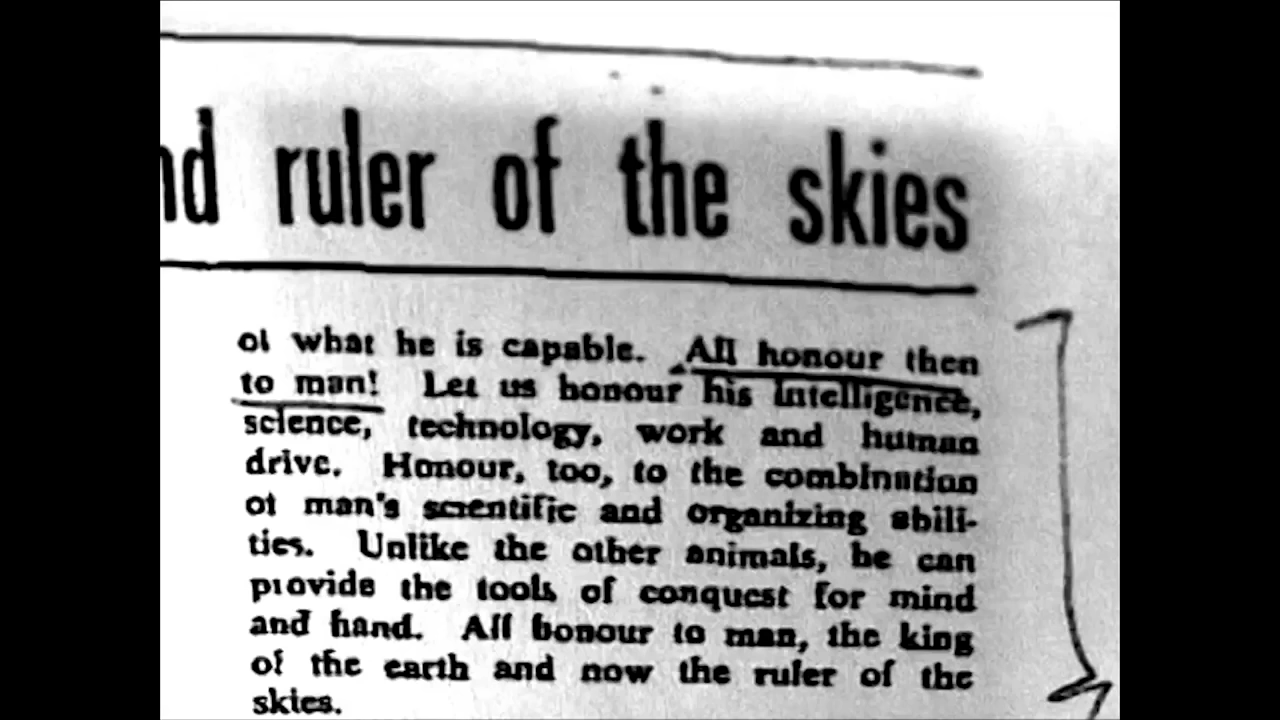 nd ruler of the skies
of what he is capable. All honour then
to man! Let us honour his intelligence,
science, technology, work and human
drive. Honour, too, to the combination
of man's scientific and organizing abili-
ties. Unlike the other animals, he can
provide the tools of conquest for mind
and hand. All honour to man, the king
of the earth and now the ruler of the
skies.